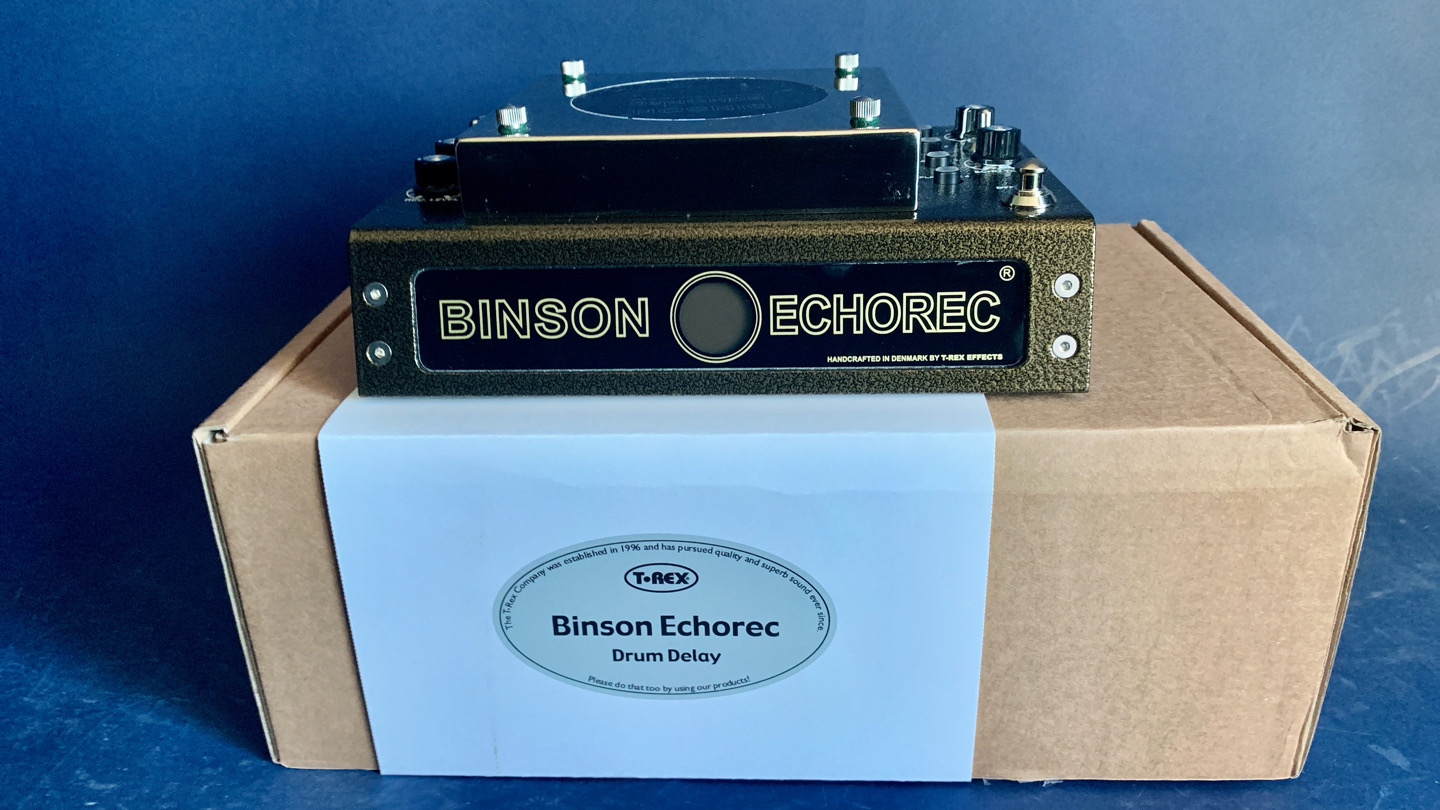 BINSON ECHOREC ®
HANDCRAFTED IN DENMARK BY T-REX EFFECTS
The T-Rex Company was established in 1996 and has pursued quality and superb sound ever since.
T-REX
Binson Echorec
Drum Delay
Please do that too by using our products!